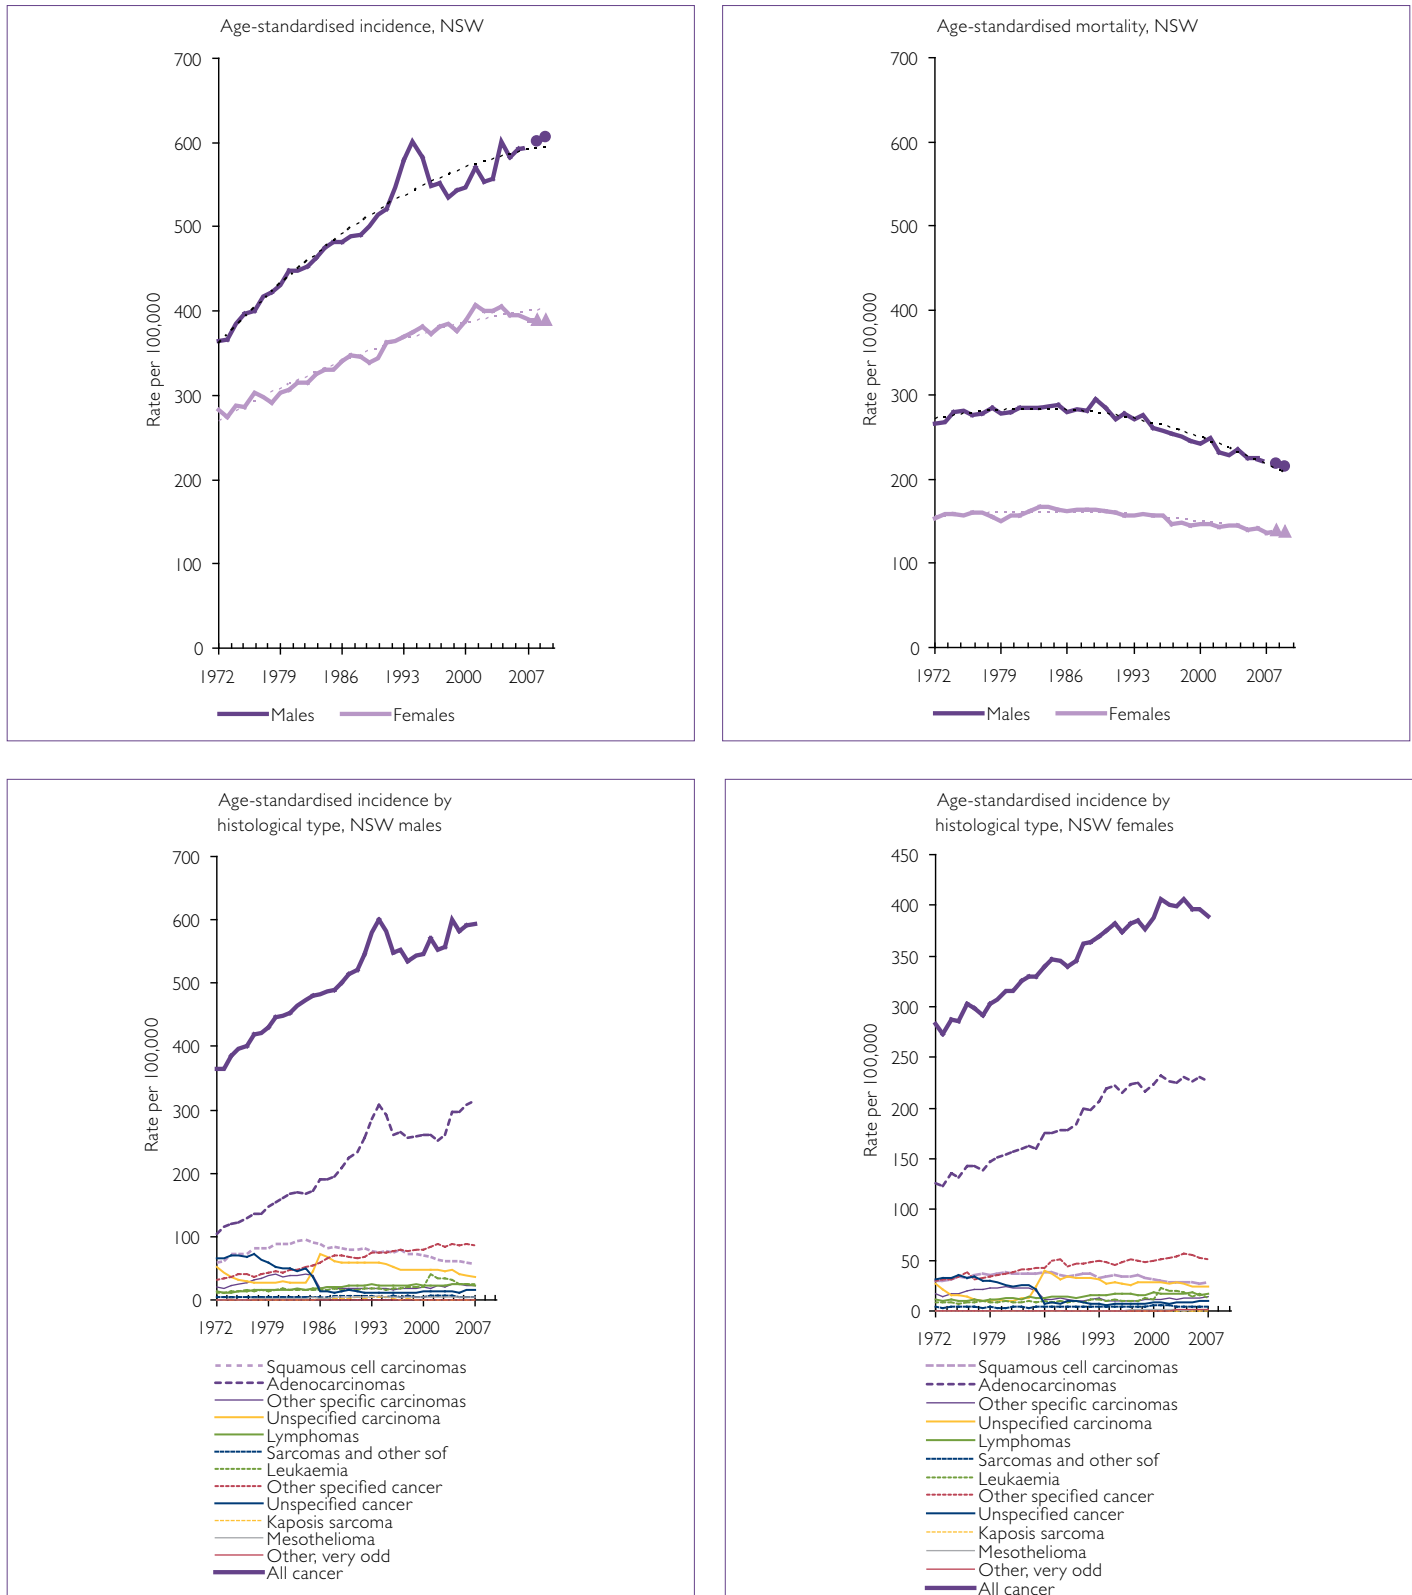 Age-standardised incidence, NSW
700
600
500
400
300
200
100
0
Rate per 100,000
1972 1979 1986 1993 2000 2007
Males Females
Age-standardised mortality, NSW
700
600
500
400
300
200
100
0
Rate per 100,000
1972 1979 1986 1993 2000 2007
Males Females
Age-standardised incidence by
histological type, NSW males
700
600
500
400
300
200
100
0
Rate per 100,000
1972 1979 1986 1993 2000 2007
Squamous cell carcinomas
Adenocarcinomas
Other specific carcinomas
Unspecified carcinoma
Lymphomas
Sarcomas and other sof
Leukaemia
Other specified cancer
Unspecified cancer
Kaposis sarcoma
Mesothelioma
Other, very odd
All cancer
Age-standardised incidence by
histological type, NSW females
450
400
350
300
250
200
150
100
50
0
Rate per 100,000
1972 1979 1986 1993 2000 2007
Squamous cell carcinomas
Adenocarcinomas
Other specific carcinomas
Unspecified carcinoma
Lymphomas
Sarcomas and other sof
Leukaemia
Other specified cancer
Unspecified cancer
Kaposis sarcoma
Mesothelioma
Other, very odd
All cancer